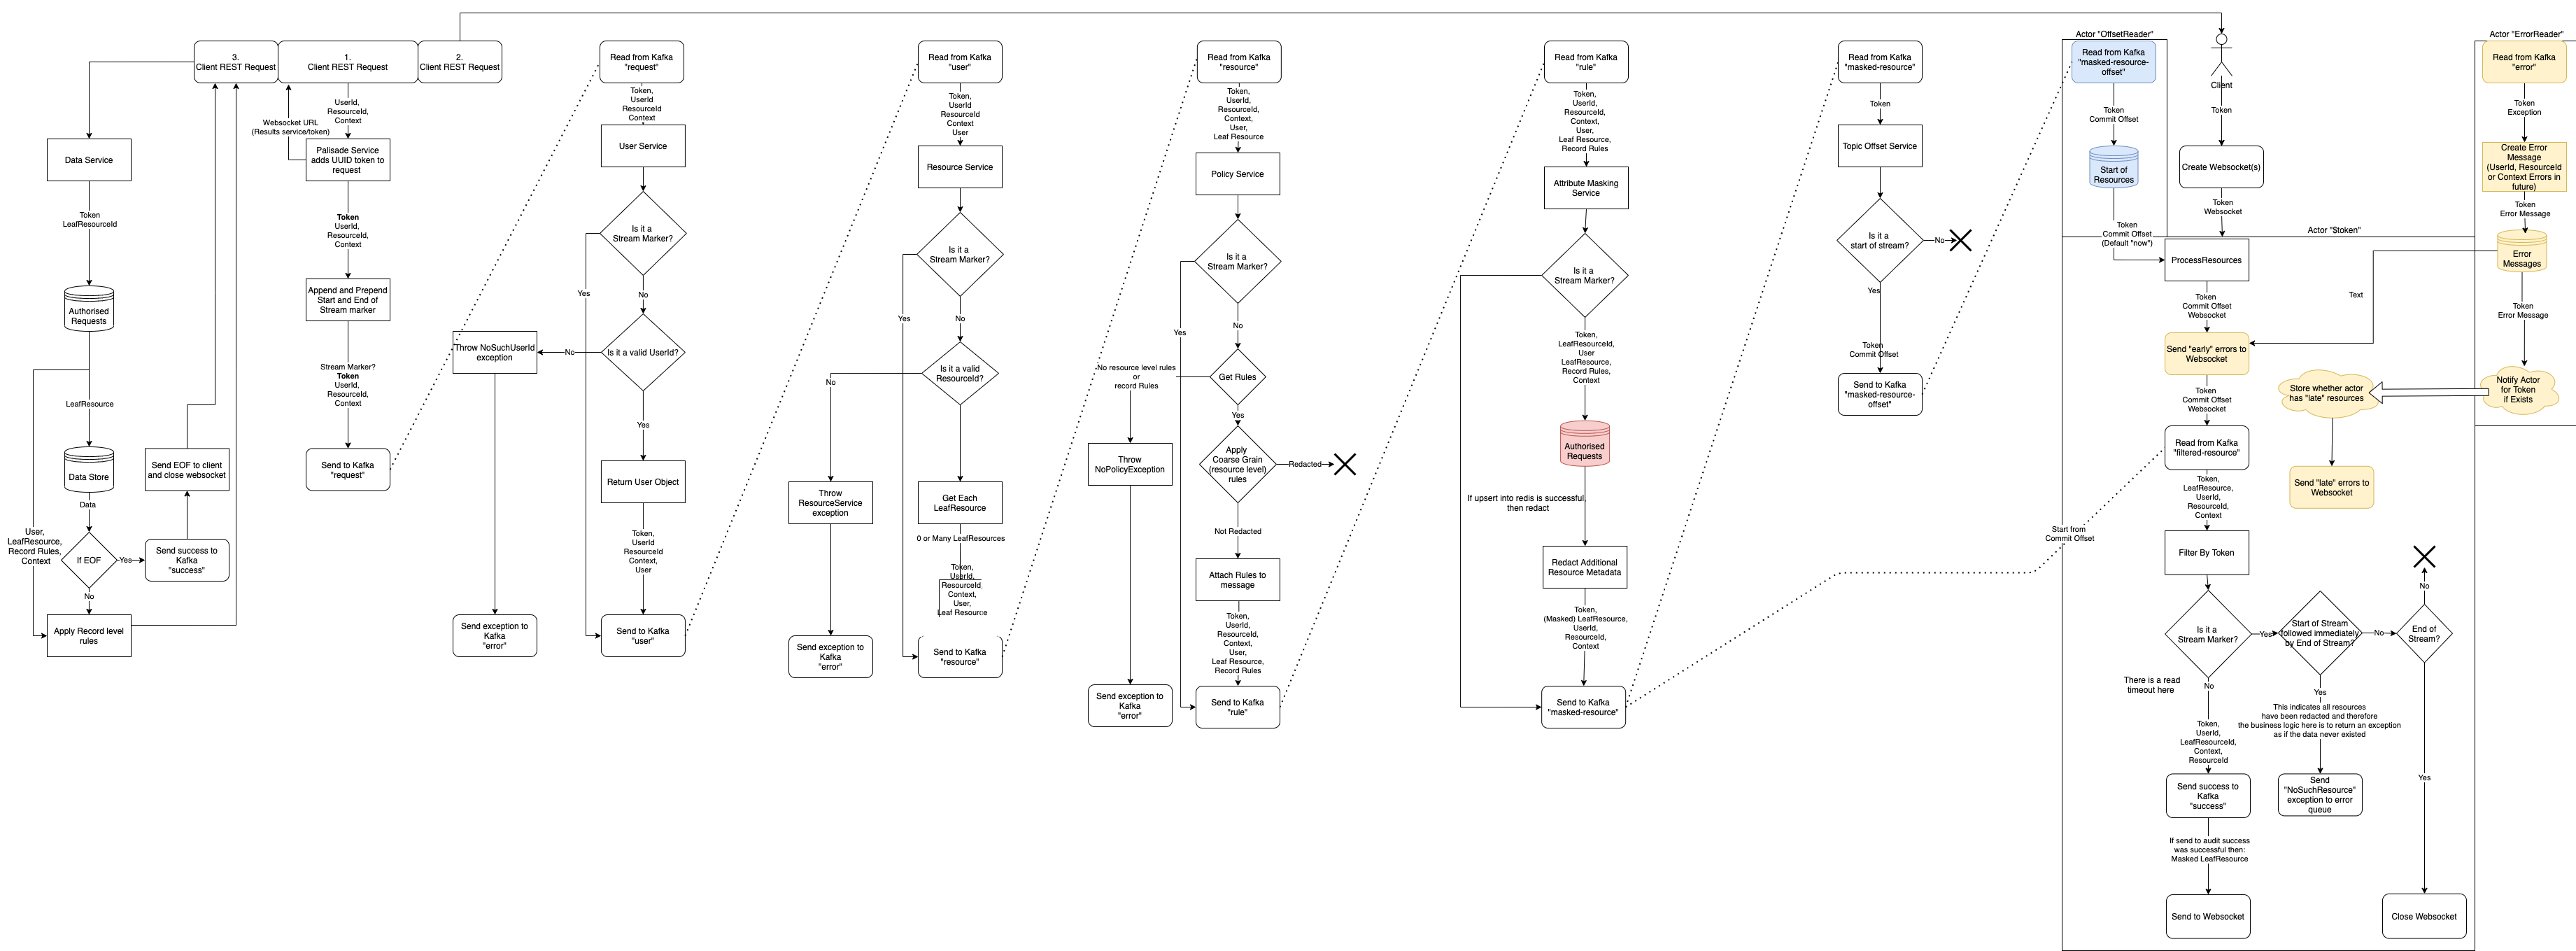 3.
Client REST Request
1.
Client REST Request
2.
Client REST Request
Data Service
Token
LeafResourceId
Authorised
Requests
LeafResource
Data Store
Data
User,
LeafResource,
Record Rules,
Context
If EOF
Yes
No
Apply Record level
rules
Send EOF to client
and close websocket
Send success to
Kafka
"success"
Websocket URL
(Results service/token)
UserId,
ResourceId,
Context
Palisade Service
adds UUID token to
request
Token
UserId,
ResourceId,
Context
Append and Prepend
Start and End of
Stream marker
Stream Marker?
Token
UserId,
ResourceId,
Context
Send to Kafka
"request"
Read from Kafka
"request"
Token,
UserId
ResourceId
Context
User Service
Is it a
Stream Marker?
Yes
No
Is it a valid UserId?
No
Throw NoSuchUserId
exception
Send exception to
Kafka
"error"
Yes
Return User Object
Token,
UserId
ResourceId
Context,
User
Send to Kafka
"user"
Read from Kafka
"user"
Token,
UserId
ResourceId
Context
User
Resource Service
Is it a
Stream Marker?
Yes
No
Is it a valid
ResourceId?
No
Throw
ResourceService
exception
Send exception to
Kafka
"error"
Get Each
LeafResource
0 or Many LeafResources
Token,
UserId,
ResourceId,
Context,
User,
Leaf Resource
Send to Kafka
"resource"
Read from Kafka
"resource"
Token,
UserId,
ResourceId,
Context,
User,
Leaf Resource
Policy Service
Is it a
Stream Marker?
Yes
No
Get Rules
No resource level rules
or
record Rules
Throw
NoPolicyException
Send exception to
Kafka
"error"
Yes
Apply
Coarse Grain
(resource level)
rules
Redacted
Not Redacted
Attach Rules to
message
Token,
UserId,
ResourceId,
Context,
User,
Leaf Resource,
Record Rules
Send to Kafka
"rule"
Read from Kafka
"rule"
Token,
UserId,
ResourceId,
Context,
User,
Leaf Resource,
Record Rules
Attribute Masking
Service
Is it a
Stream Marker?
Token,
LeafResourceId,
User
LeafResource,
Record Rules,
Context
Authorised
Requests
If upsert into redis is successful,
then redact
Redact Additional
Resource Metadata
Token,
(Masked) LeafResource,
UserId,
ResourceId,
Context
Send to Kafka
"masked-resource"
Read from Kafka
"masked-resource"
Token
Topic Offset Service
Is it a
start of stream?
No
Yes
Token
Commit Offset
Send to Kafka
"masked-resource-
offset"
Actor "OffsetReader"
Read from Kafka
"masked-resource-
offset"
Token
Commit Offset
Start of
Resources
Token
Commit Offset
(Default "now")
Client
Token
Create Websocket(s)
Token
Websocket
Actor "$token"
ProcessResources
Token
Commit Offset
Websocket
Send "early" errors to
Websocket
Text
Token
Commit Offset
Websocket
Read from Kafka
"filtered-resource"
Start from
Commit Offset
Token,
LeafResource,
UserId,
ResourceId,
Context
Filter By Token
Is it a
Stream Marker?
Yes
Start of Stream
followed immediately
by End of Stream?
No
End of
Stream?
No
There is a read
timeout here
No
Token,
UserId,
LeafResourceId,
Context,
ResourceId
Send success to
Kafka
"success"
If send to audit success
was successful then:
Masked LeafResource
Send to Websocket
Yes
This indicates all resources
have been redacted and therefore
the business logic here is to return an exception
as if the data never existed
Send
"NoSuchResource"
exception to error
queue
Yes
Close Websocket
Actor "ErrorReader"
Read from Kafka
"error"
Token
Exception
Create Error
Message
(UserId, ResourceId
or Context Errors in
future)
Token
Error Message
Error
Messages
Token
Error Message
Notify Actor
for Token
if Exists
Store whether actor
has "late" resources
Send "late" errors to
Websocket